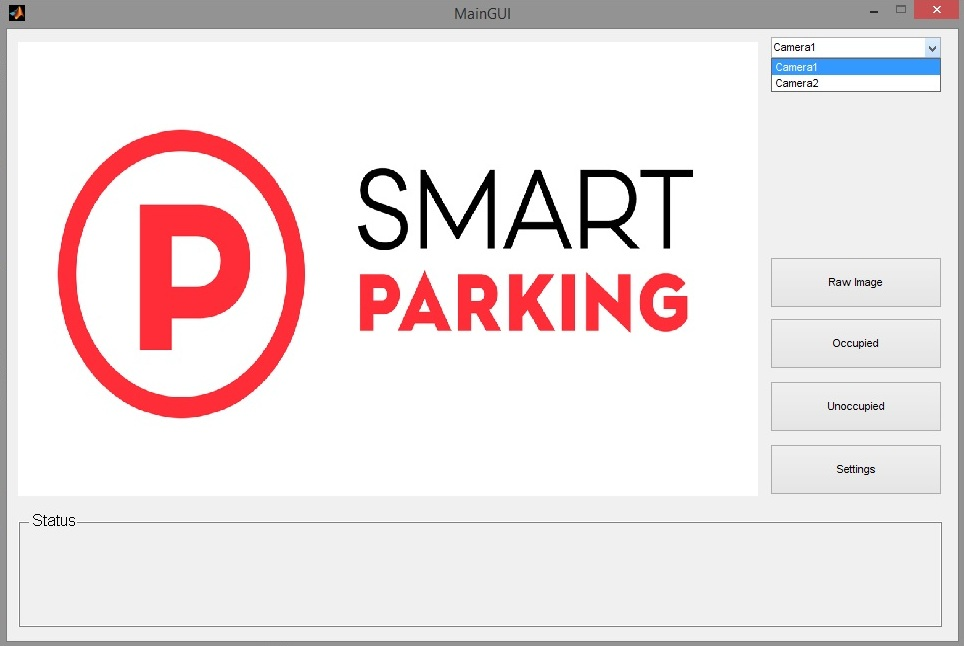 MainGUI
Camera1
Camera1
Camera2
P
SMART
PARKING
Raw Image
Occupied
Unoccupied
Settings
Status